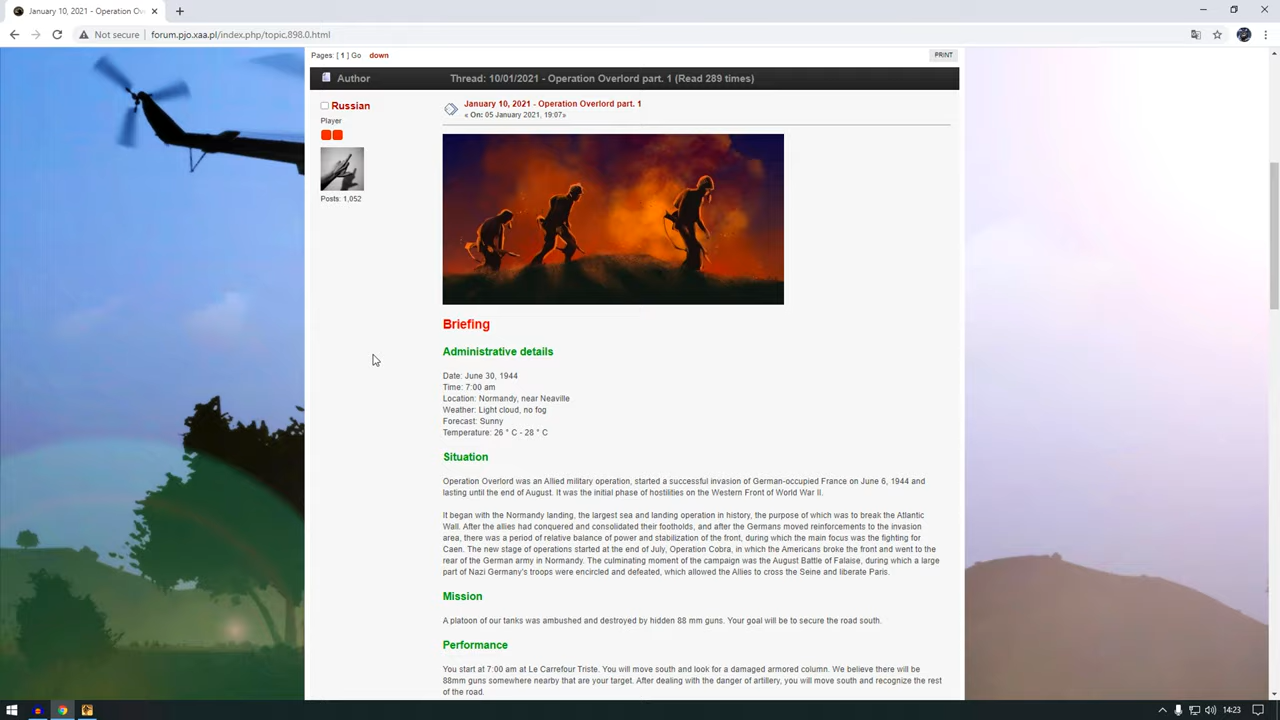 January 10, 2021 - Operation Ov
Not secure | forum.pjo.xaa.pl/index.php/topic,898.0.html
Pages: [ 1 ] Go down
PRINT
Author Thread: 10/01/2021 - Operation Overlord part. 1 (Read 289 times)
Russian
Player
Posts: 1,052
January 10, 2021 - Operation Overlord part. 1
« On: 05 January 2021, 19:07»
Briefing
Administrative details
Date: June 30, 1944
Time: 7:00 am
Location: Normandy, near Neaville
Weather: Light cloud, no fog
Forecast: Sunny
Temperature: 26 ° C - 28 ° C
Situation
Operation Overlord was an Allied military operation, started a successful invasion of German-occupied France on June 6, 1944 and
lasting until the end of August. It was the initial phase of hostilities on the Western Front of World War II.
It began with the Normandy landing, the largest sea and landing operation in history, the purpose of which was to break the Atlantic
Wall. After the allies had conquered and consolidated their footholds, and after the Germans moved reinforcements to the invasion
area, there was a period of relative balance of power and stabilization of the front, during which the main focus was the fighting for
Caen. The new stage of operations started at the end of July, Operation Cobra, in which the Americans broke the front and went to the
rear of the German army in Normandy. The culminating moment of the campaign was the August Battle of Falaise, during which a large
part of Nazi Germany's troops were encircled and defeated, which allowed the Allies to cross the Seine and liberate Paris.
Mission
A platoon of our tanks was ambushed and destroyed by hidden 88 mm guns. Your goal will be to secure the road south.
Performance
You start at 7:00 am at Le Carrefour Triste. You will move south and look for a damaged armored column. We believe there will be
88mm guns somewhere nearby that are your target. After dealing with the danger of artillery, you will move south and recognize the rest
of the road.
14:23